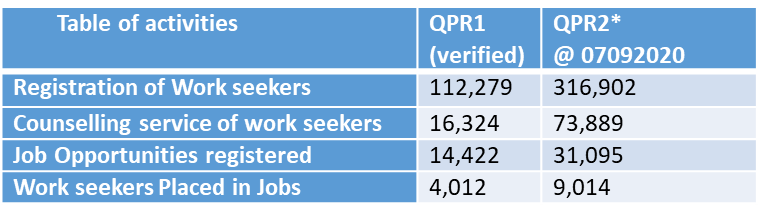 Table of activities QPR1 QPR2*
(verified) @ 07092020
Registration of Work seekers 112,279 316,902
Counselling service of work seekers 16,324 73,889
Job Opportunities registered 14,422 31,095
Work seekers Placed in Jobs 4,012 9,014